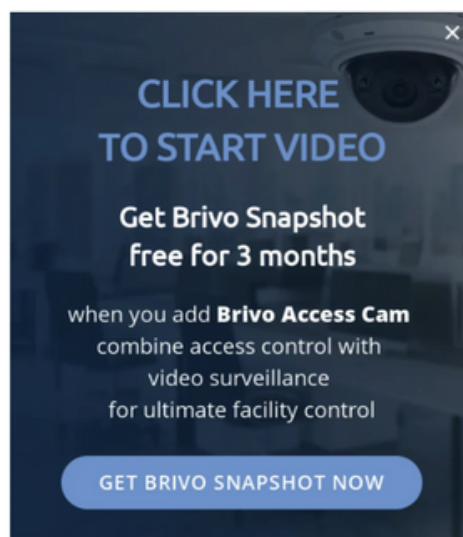 CLICK HERE
TO START VIDEO
Get Brivo Snapshot
free for 3 months
when you add Brivo Access Cam
combine access control with
video surveillance
for ultimate facility control
GET BRIVO SNAPSHOT NOW